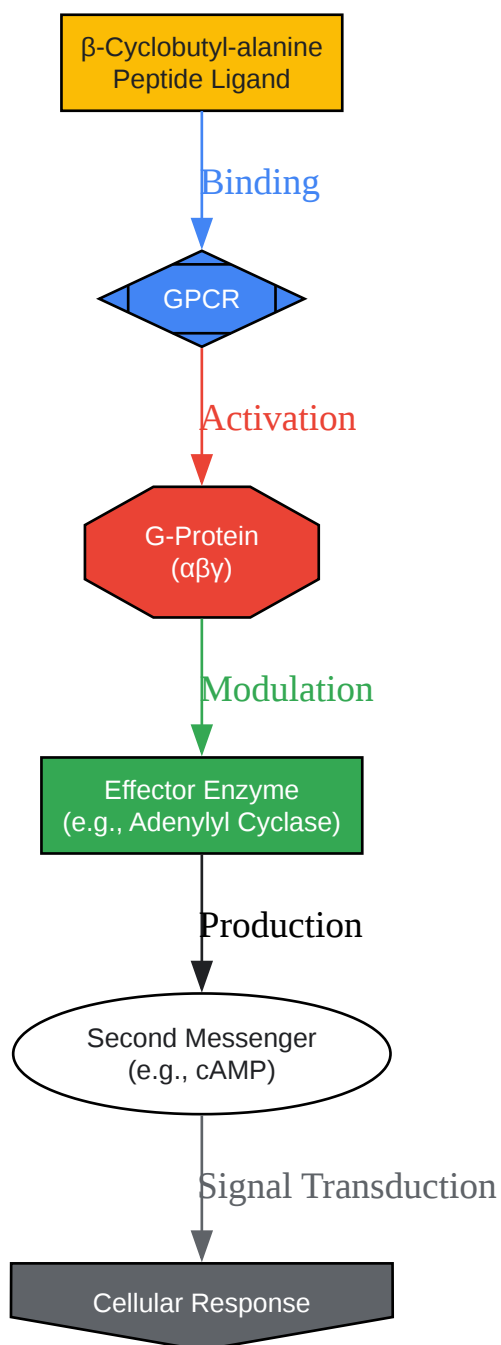 β-Cyclobutyl-alanine
Peptide Ligand
Binding
GPCR
Activation
G-Protein
(αβγ)
Modulation
Effector Enzyme
(e.g., Adenylyl Cyclase)
Production
Second Messenger
(e.g., cAMP)
Signal Transduction
Cellular Response